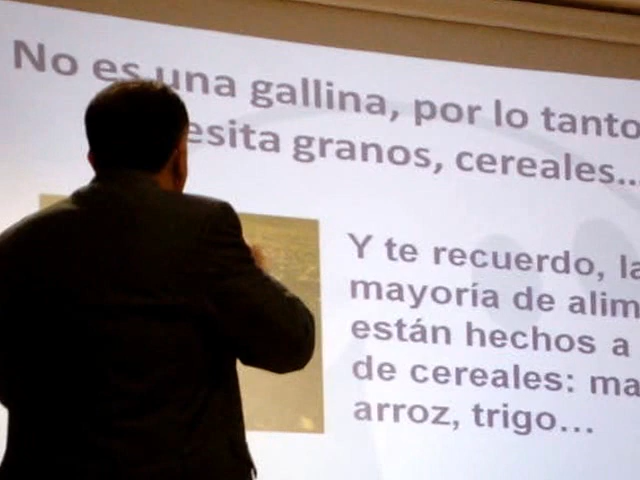 No es una gallina, por lo tanto
esita granos, cereales...
Y te recuerdo, la
mayoría de alim
están hechos a
de cereales: ma
arroz, trigo...